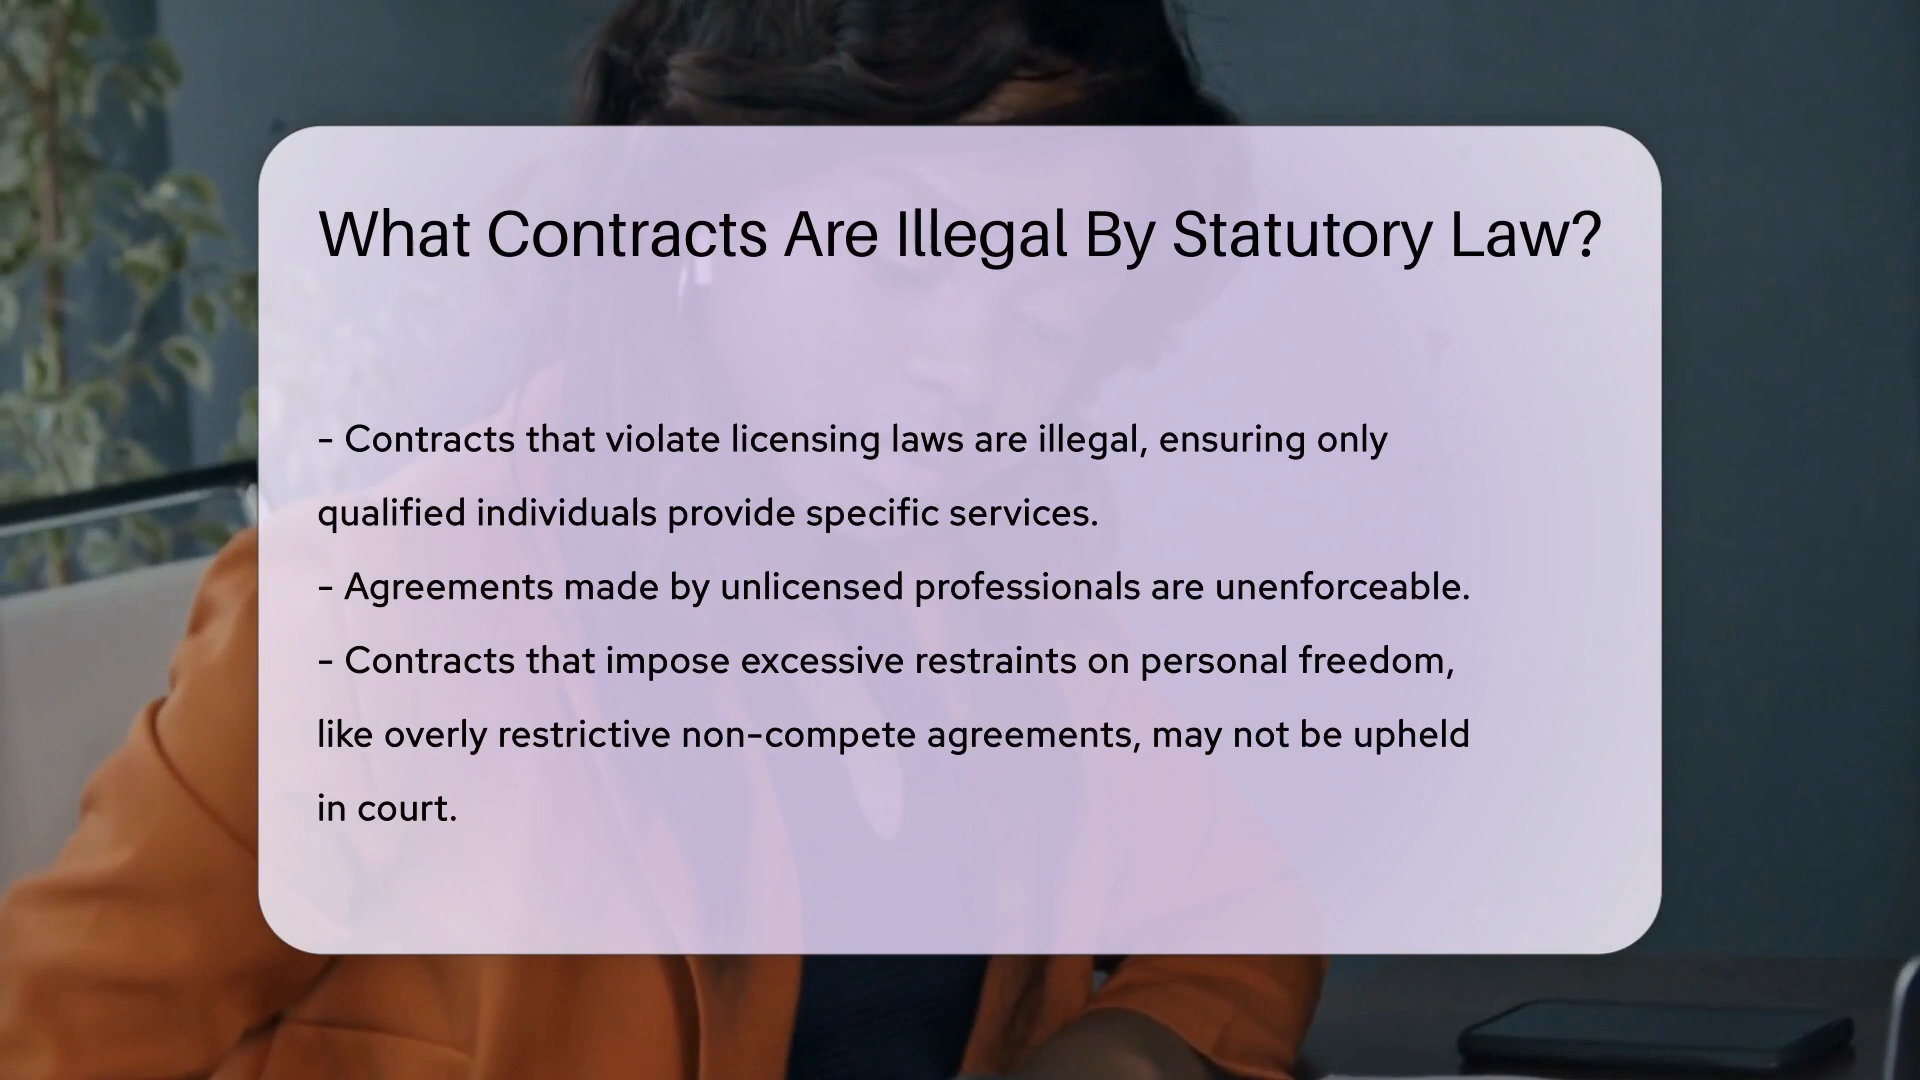 What Contracts Are Illegal By Statutory Law?
- Contracts that violate licensing laws are illegal, ensuring only
qualified individuals provide specific services.
- Agreements made by unlicensed professionals are unenforceable.
- Contracts that impose excessive restraints on personal freedom,
like overly restrictive non-compete agreements, may not be upheld
in court.